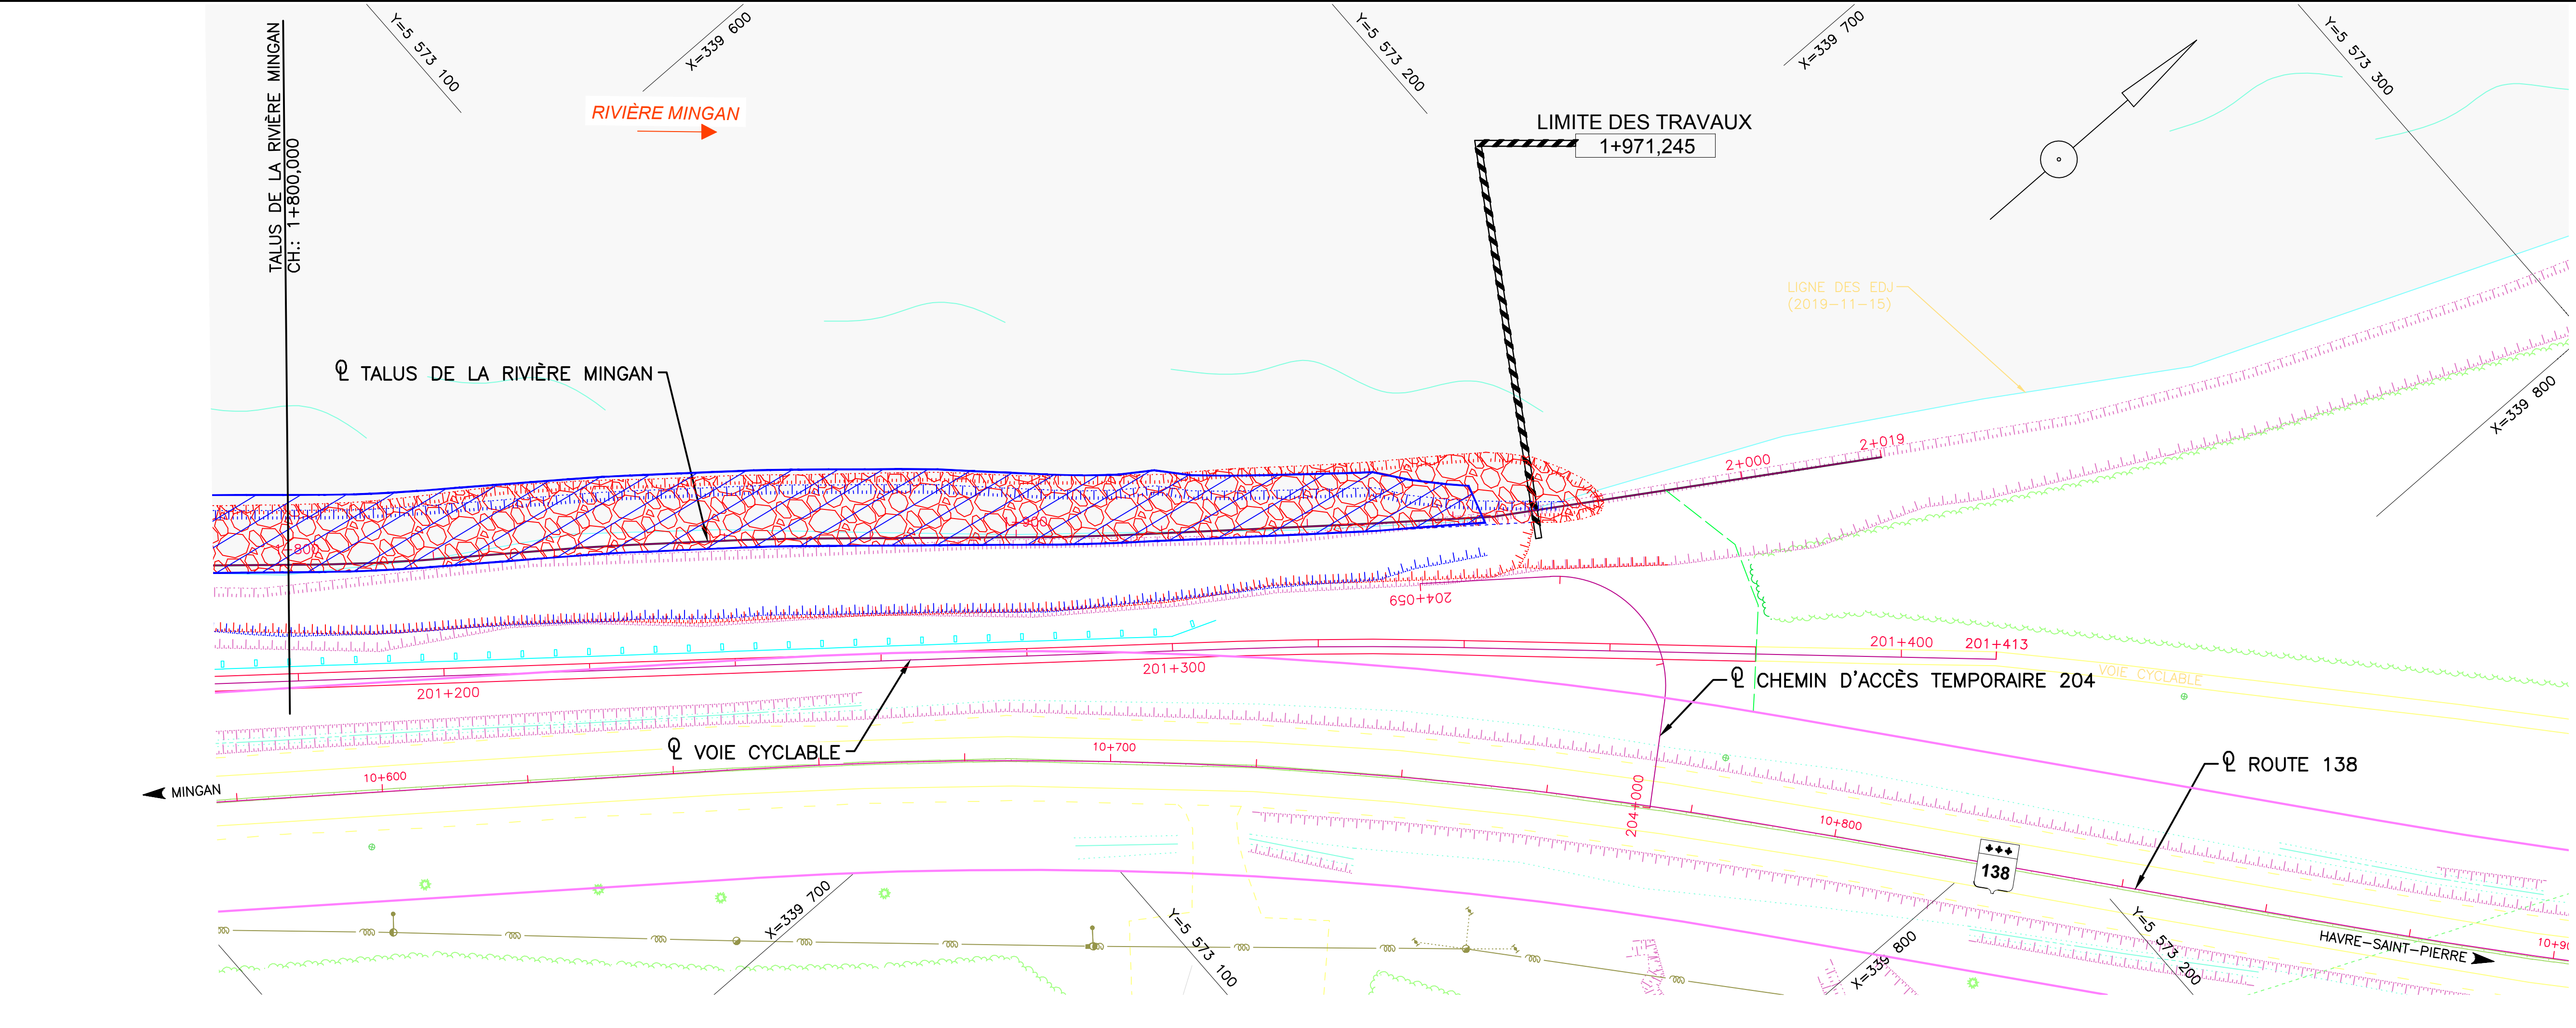 Y=5 573 100
X=339 600
Y=5 573 200
X=339 700
Y=5 573 300
TALUS DE LA RIVIÈRE MINGAN
CH.: 1+800,000
RIVIÈRE MINGAN
LIMITE DES TRAVAUX
1+971,245
LIGNE DES EDJ
(2019-11-15)
℄ TALUS DE LA RIVIÈRE MINGAN
X=339 800
2+019
2+000
1+900
1+800
204+059
201+400
201+413
201+300
201+200
VOIE CYCLABLE
℄ CHEMIN D'ACCÈS TEMPORAIRE 204
℄ VOIE CYCLABLE
10+700
10+600
MINGAN
℄ ROUTE 138
204+000
10+800
138
X=339 700
Y=5 573 100
X=339 800
Y=5 573 200
HAVRE-SAINT-PIERRE